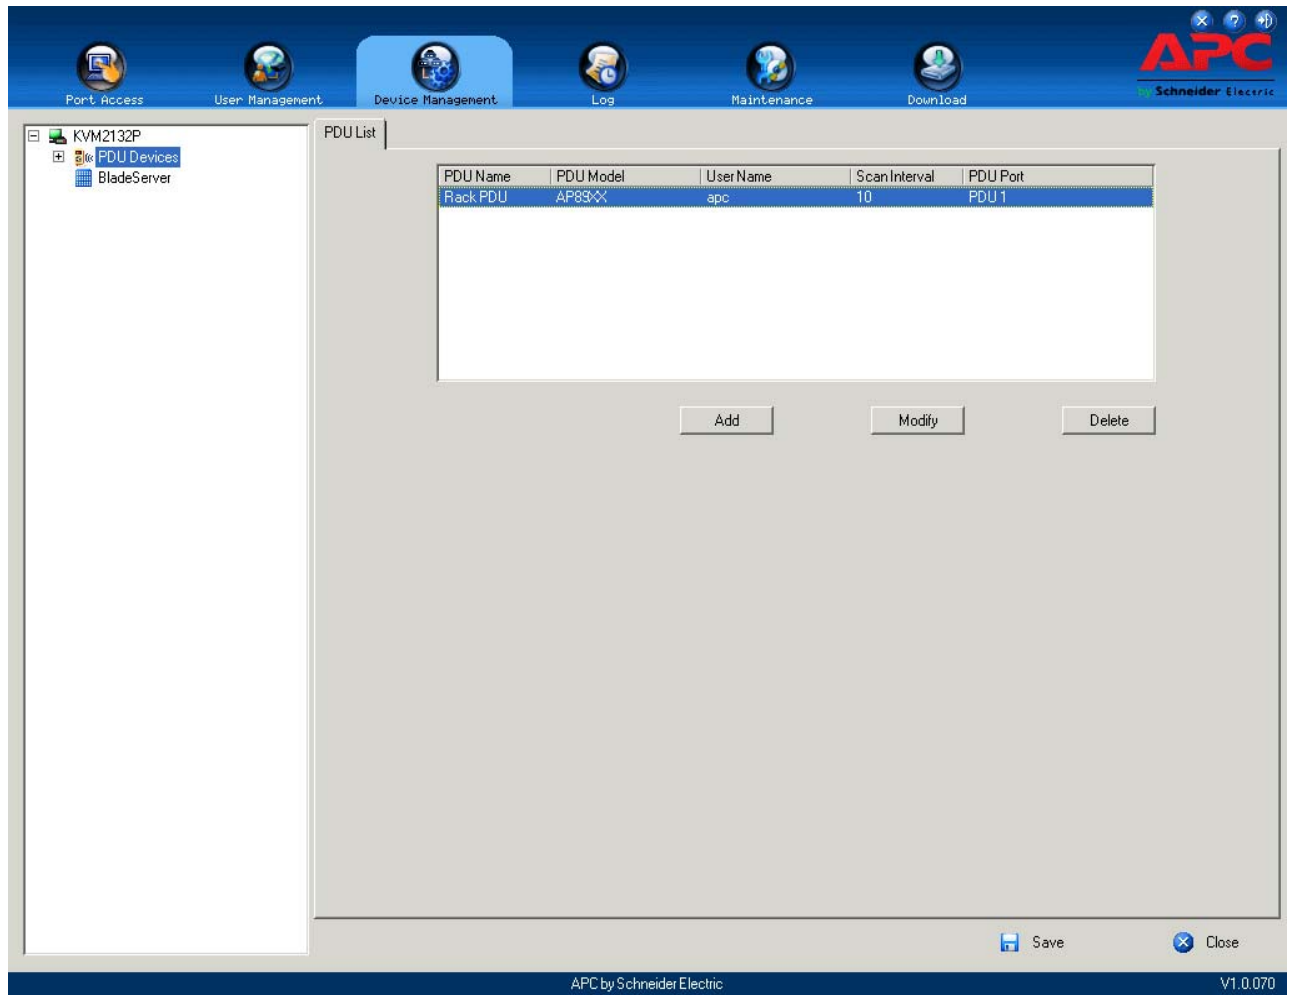 APC
by Schneider Electric
Port Access User Management Device Management Log Maintenance Download
KVM2132P
PDU Devices
BladeServer
PDU List
PDU Name PDU Model User Name Scan Interval PDU Port
Rack PDU AP89XX apc 10 PDU 1
Add Modify Delete
Save Close
APC by Schneider Electric V1.0.070